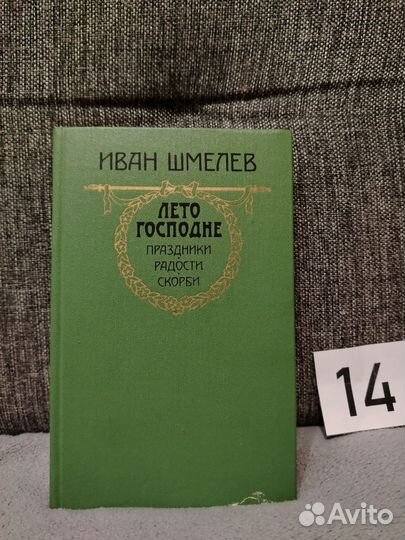 ИВАН ШМЕЛЕВ
ЛЕТО
ГОСПОДНЕ
ПРАЗДНИКИ
РАДОСТИ
СКОРБИ
14
Avito